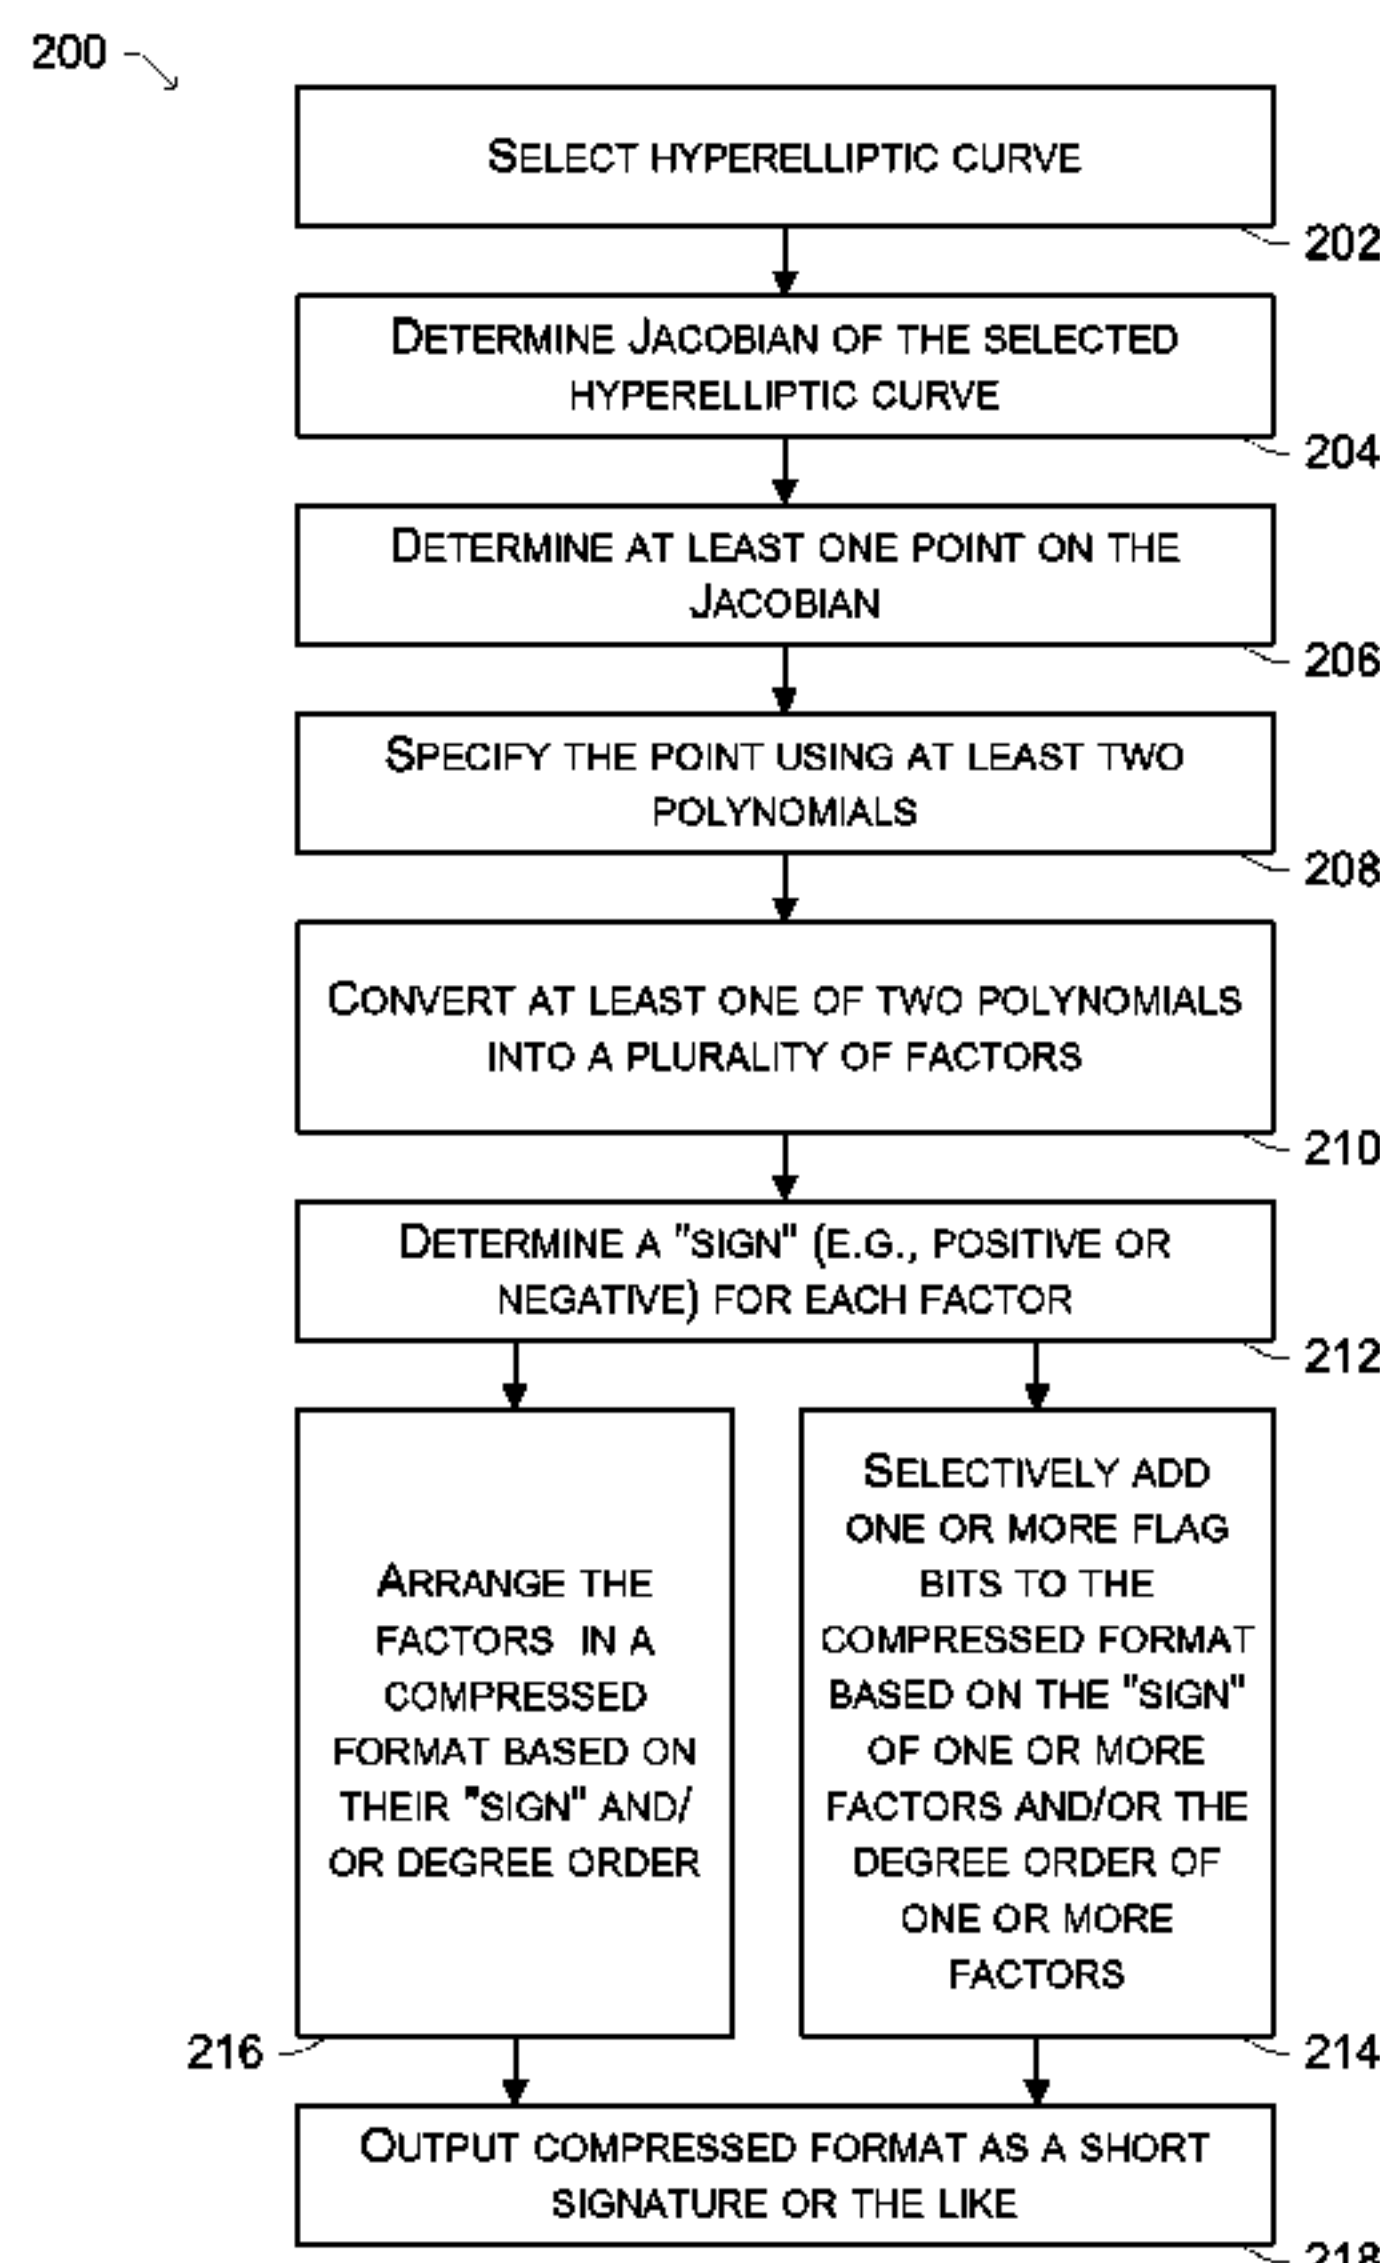 200
SELECT HYPERELLIPTIC CURVE
202
DETERMINE JACOBIAN OF THE SELECTED
HYPERELLIPTIC CURVE
204
DETERMINE AT LEAST ONE POINT ON THE
JACOBIAN
206
SPECIFY THE POINT USING AT LEAST TWO
POLYNOMIALS
208
CONVERT AT LEAST ONE OF TWO POLYNOMIALS
INTO A PLURALITY OF FACTORS
210
DETERMINE A "SIGN" (E.G., POSITIVE OR
NEGATIVE) FOR EACH FACTOR
212
ARRANGE THE
FACTORS IN A
COMPRESSED
FORMAT BASED ON
THEIR "SIGN" AND/
OR DEGREE ORDER
216
SELECTIVELY ADD
ONE OR MORE FLAG
BITS TO THE
COMPRESSED FORMAT
BASED ON THE "SIGN"
OF ONE OR MORE
FACTORS AND/OR THE
DEGREE ORDER OF
ONE OR MORE
FACTORS
214
OUTPUT COMPRESSED FORMAT AS A SHORT
SIGNATURE OR THE LIKE
218